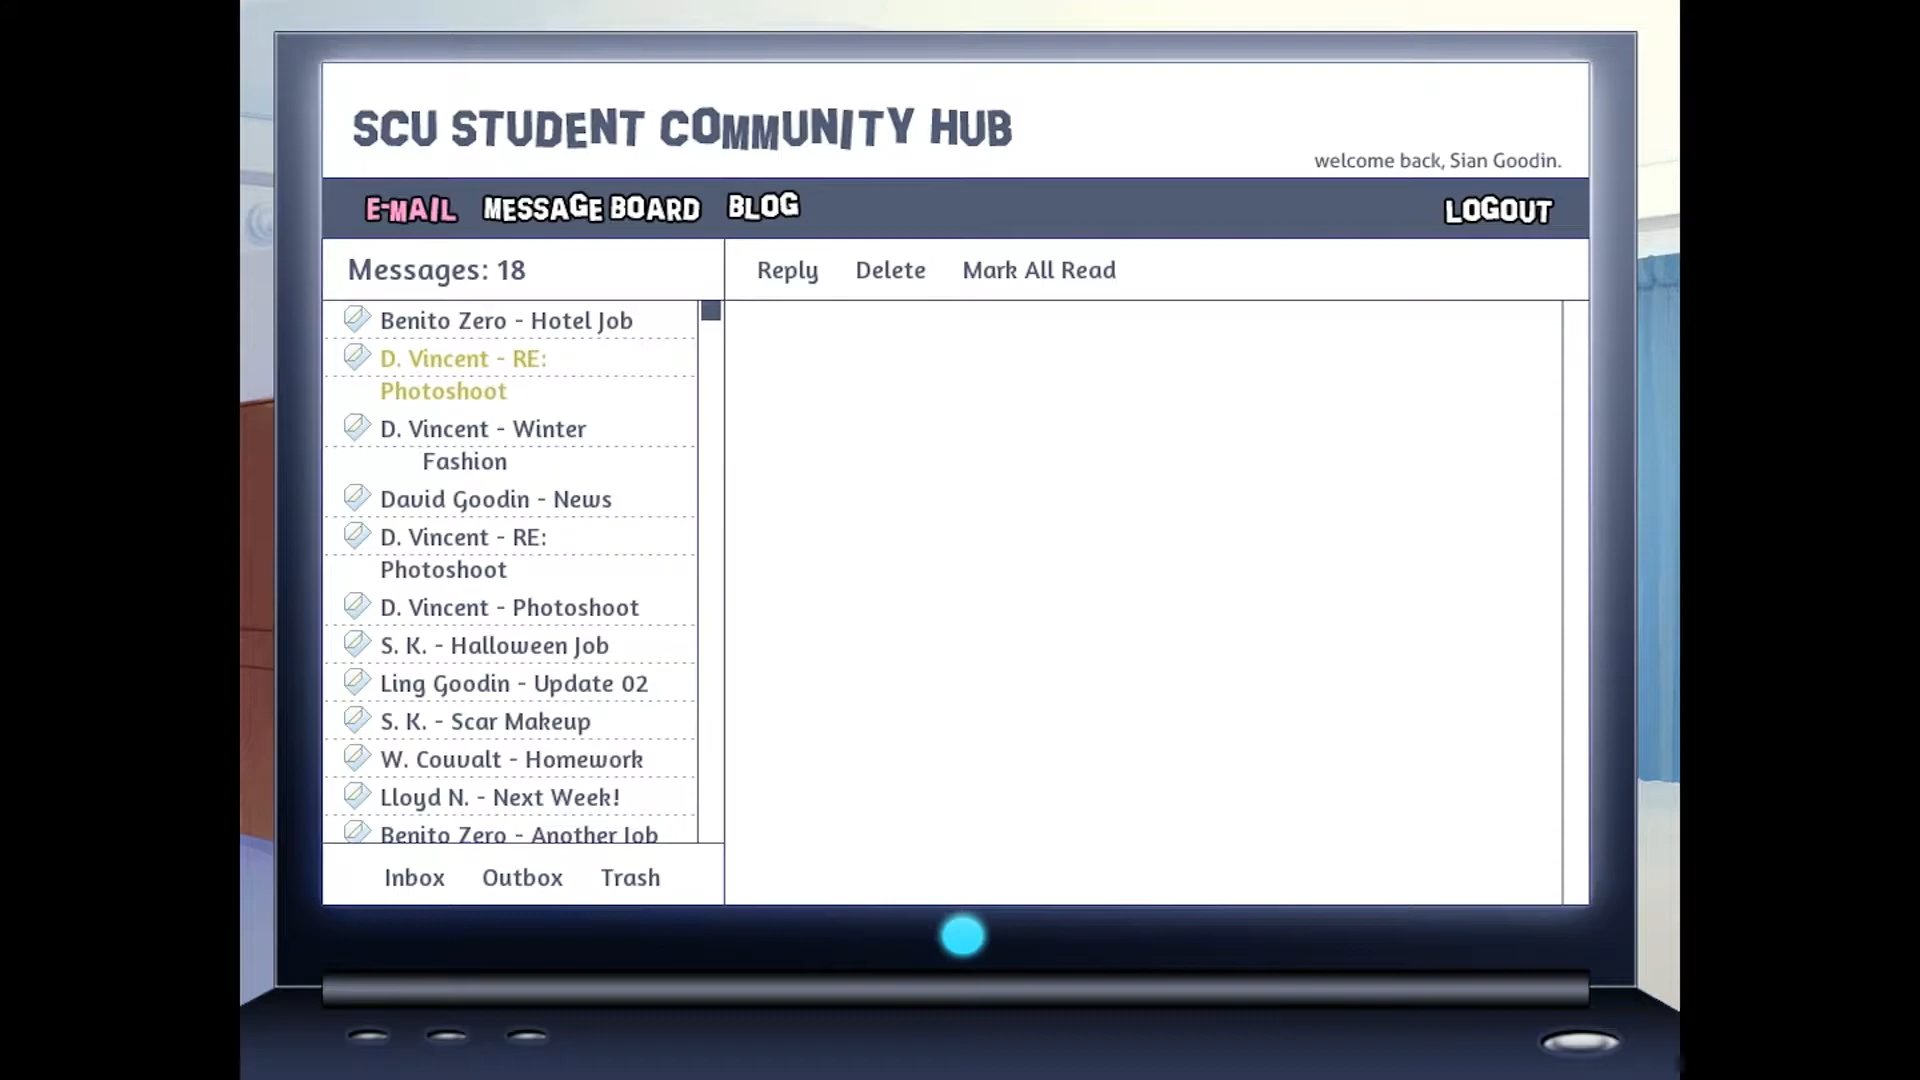 SCU STUDENT COMMUNITY HUB
welcome back, Sian Goodin.
E-MAIL MESSAGE BOARD BLOG LOGOUT
Messages: 18
Reply Delete Mark All Read
Benito Zero - Hotel Job
D. Vincent - RE:
Photoshoot
D. Vincent - Winter
Fashion
David Goodin - News
D. Vincent - RE:
Photoshoot
D. Vincent - Photoshoot
S. K. - Halloween Job
Ling Goodin - Update 02
S. K. - Scar Makeup
W. Couvalt - Homework
Lloyd N. - Next Week!
Benito Zero - Another Job
Inbox Outbox Trash